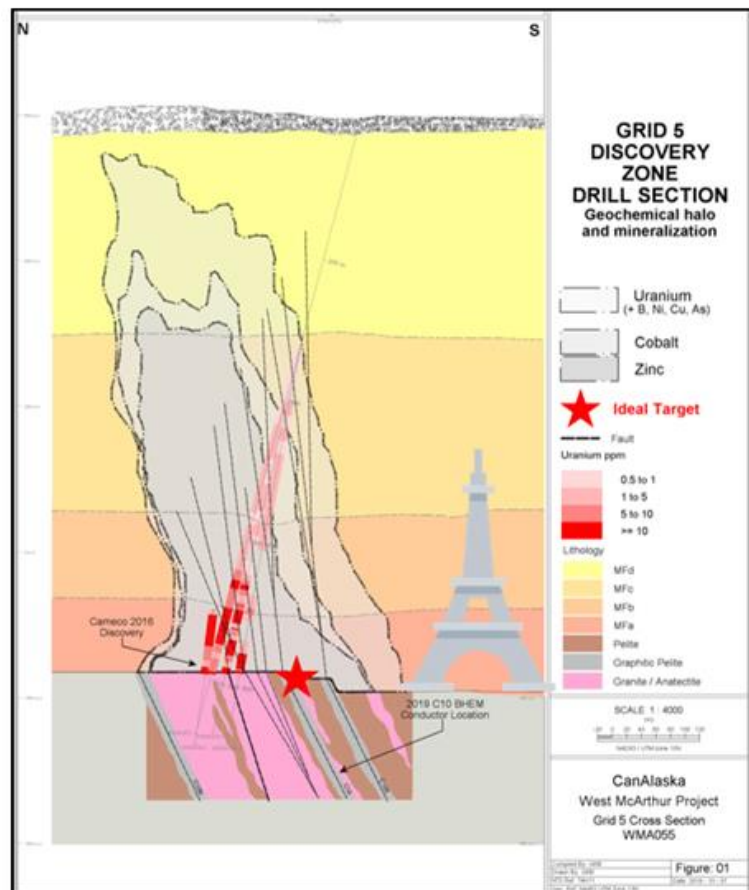 N
S
GRID 5
DISCOVERY
ZONE
DRILL SECTION
Geochemical halo
and mineralization
Uranium
(+ B, Ni, Cu, As)
Cobalt
Zinc
Ideal Target
Fault
Uranium ppm
0.5 to 1
1 to 5
5 to 10
>= 10
Lithology
MFd
MFc
MFb
MFa
Pelite
Graphitic Pelite
Granite / Anatectite
Cameco 2016
Discovery
2019 C10 BHEM
Conductor Location
SCALE 1 : 4000
CanAlaska
West McArthur Project
Grid 5 Cross Section
WMA055
Figure: 01